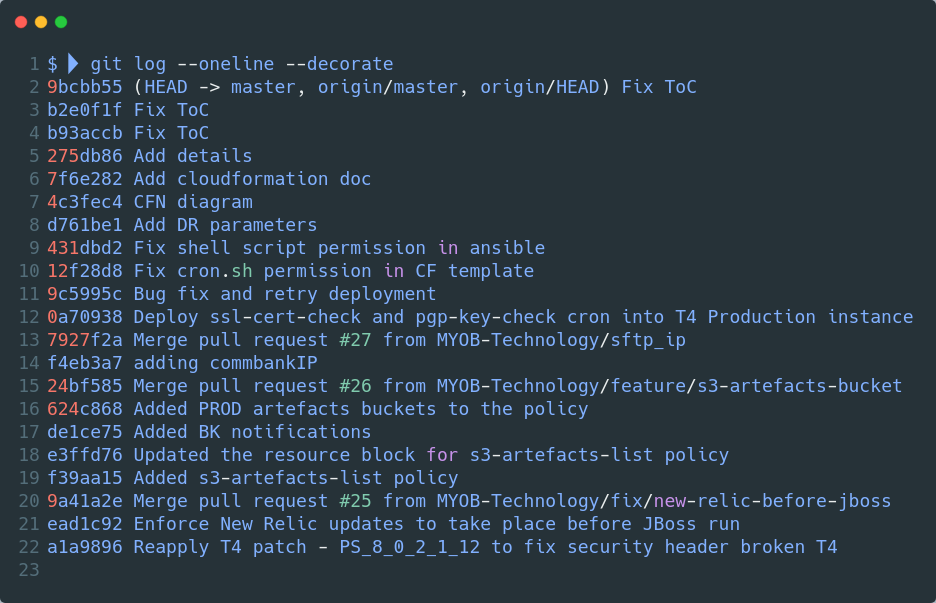 1 $ ▶ git log --oneline --decorate
2 9bcbb55 (HEAD -> master, origin/master, origin/HEAD) Fix ToC
3 b2e0f1f Fix ToC
4 b93accb Fix ToC
5 275db86 Add details
6 7f6e282 Add cloudformation doc
7 4c3fec4 CFN diagram
8 d761be1 Add DR parameters
9 431dbd2 Fix shell script permission in ansible
10 12f28d8 Fix cron.sh permission in CF template
11 9c5995c Bug fix and retry deployment
12 0a70938 Deploy ssl-cert-check and pgp-key-check cron into T4 Production instance
13 7927f2a Merge pull request #27 from MYOB-Technology/sftp_ip
14 f4eb3a7 adding commbankIP
15 24bf585 Merge pull request #26 from MYOB-Technology/feature/s3-artefacts-bucket
16 624c868 Added PROD artefacts buckets to the policy
17 de1ce75 Added BK notifications
18 e3ffd76 Updated the resource block for s3-artefacts-list policy
19 f39aa15 Added s3-artefacts-list policy
20 9a41a2e Merge pull request #25 from MYOB-Technology/fix/new-relic-before-jboss
21 ead1c92 Enforce New Relic updates to take place before JBoss run
22 a1a9896 Reapply T4 patch - PS_8_0_2_1_12 to fix security header broken T4
23